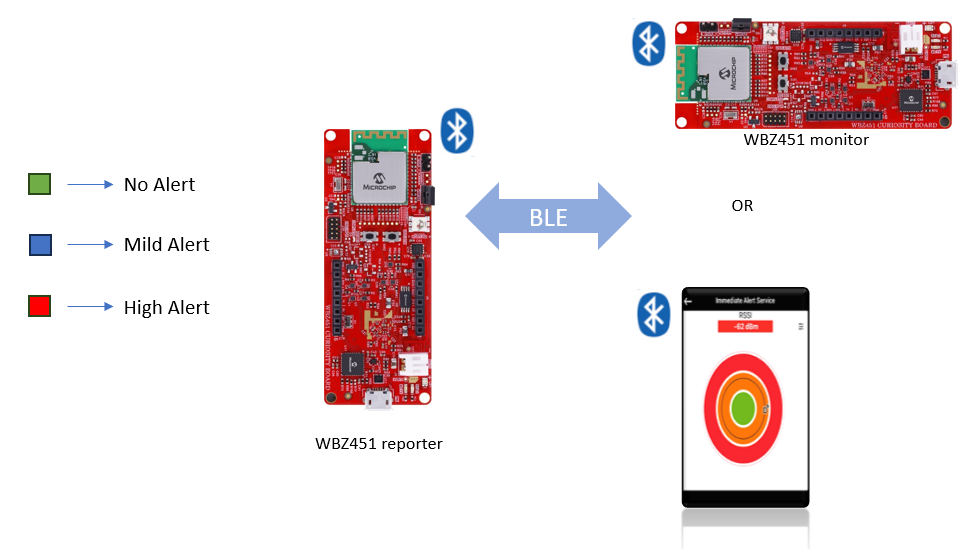 No Alert
Mild Alert
High Alert
MICROCHIP
WBZ451 CURIOSITY BOARD
WBZ451 reporter
BLE
MICROCHIP
WBZ451 CURIOSITY BOARD
WBZ451 monitor
OR
Immediate Alert Service
RSSI
-62 dBm